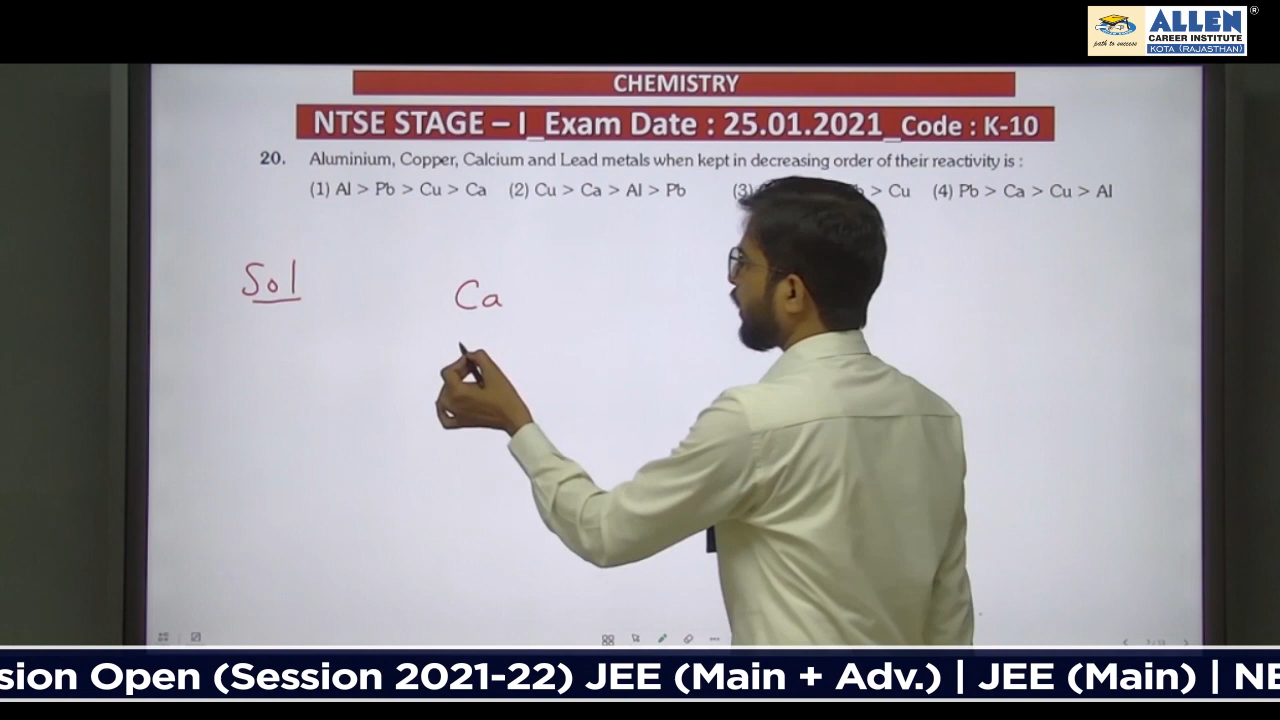 ALLEN ®
CAREER INSTITUTE
path to success
KOTA (RAJASTHAN)
CHEMISTRY
NTSE STAGE – I_Exam Date : 25.01.2021_Code : K-10
20. Aluminium, Copper, Calcium and Lead metals when kept in decreasing order of their reactivity is :
(1) Al > Pb > Cu > Ca (2) Cu > Ca > Al > Pb (3) > Cu (4) Pb > Ca > Cu > Al
Sol Ca
sion Open (Session 2021-22) JEE (Main + Adv.) | JEE (Main) | NE